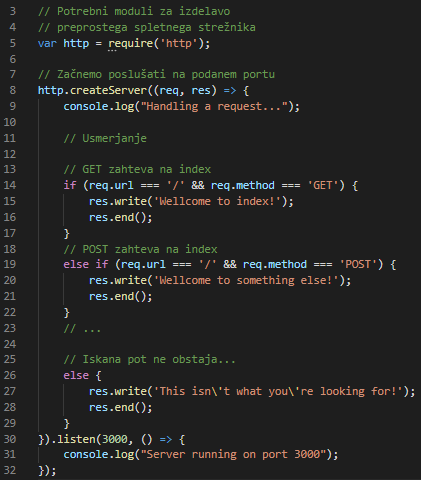 3 // Potrebni moduli za izdelavo
4 // preprostega spletnega strežnika
5 var http = require('http');
6
7 // Začnemo poslušati na podanem portu
8 http.createServer((req, res) => {
9 console.log("Handling a request...");
10
11 // Usmerjanje
12
13 // GET zahteva na index
14 if (req.url === '/' && req.method === 'GET') {
15 res.write('Wellcome to index!');
16 res.end();
17 }
18 // POST zahteva na index
19 else if (req.url === '/' && req.method === 'POST') {
20 res.write('Wellcome to something else!');
21 res.end();
22 }
23 // ...
24
25 // Iskana pot ne obstaja...
26 else {
27 res.write('This isn\'t what you\'re looking for!');
28 res.end();
29 }
30 }).listen(3000, () => {
31 console.log("Server running on port 3000");
32 });